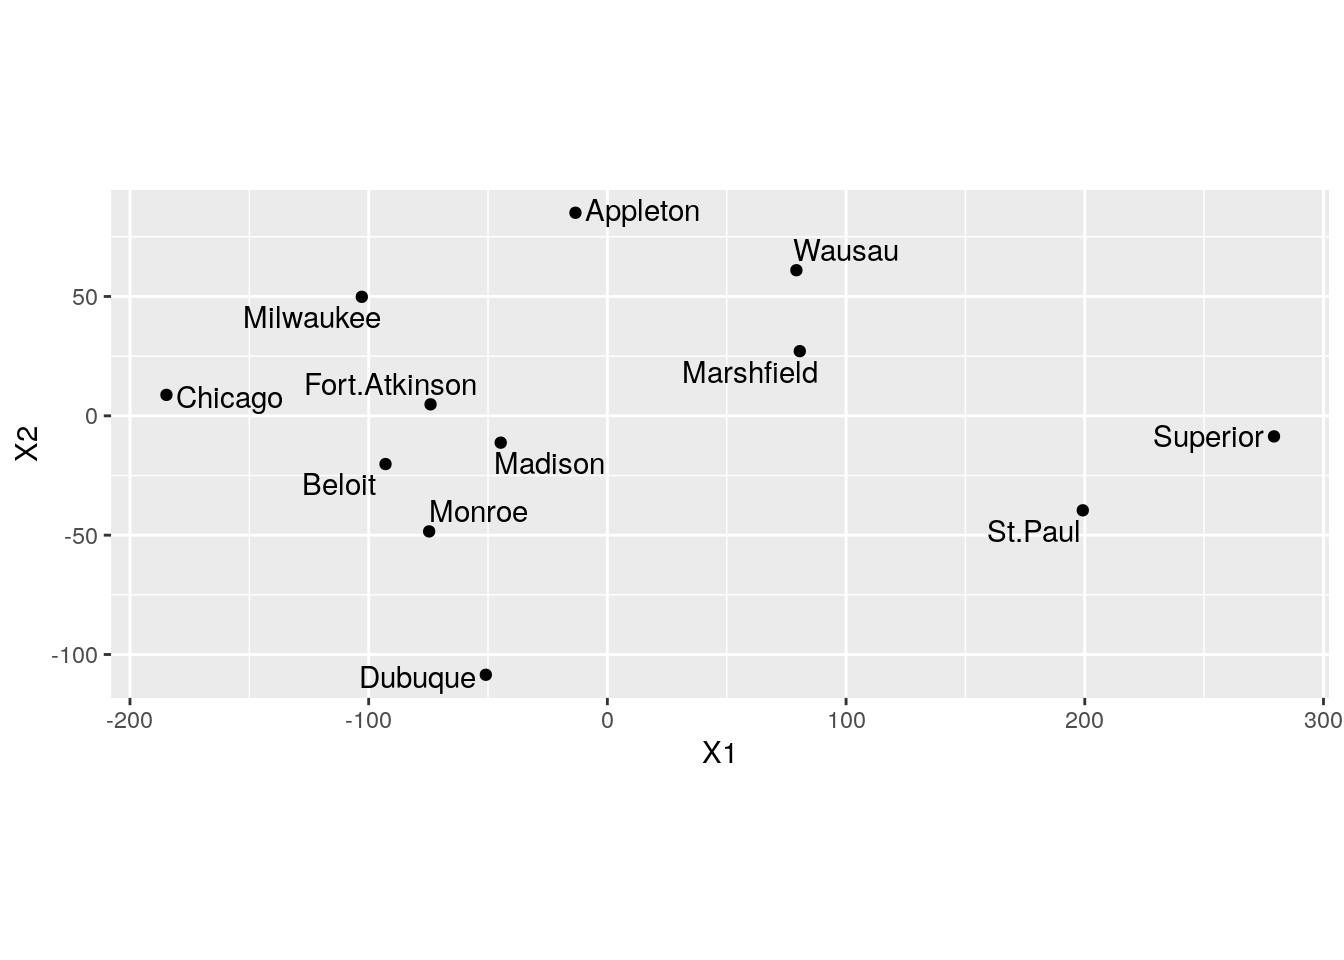 Appleton
Wausau
50
Milwaukee
Marshfield
Fort.Atkinson
Chicago
0
X2
Superior
Madison
Beloit
Monroe
St.Paul
-50
-100
Dubuque
-200
-100
0
100
200
300
X1